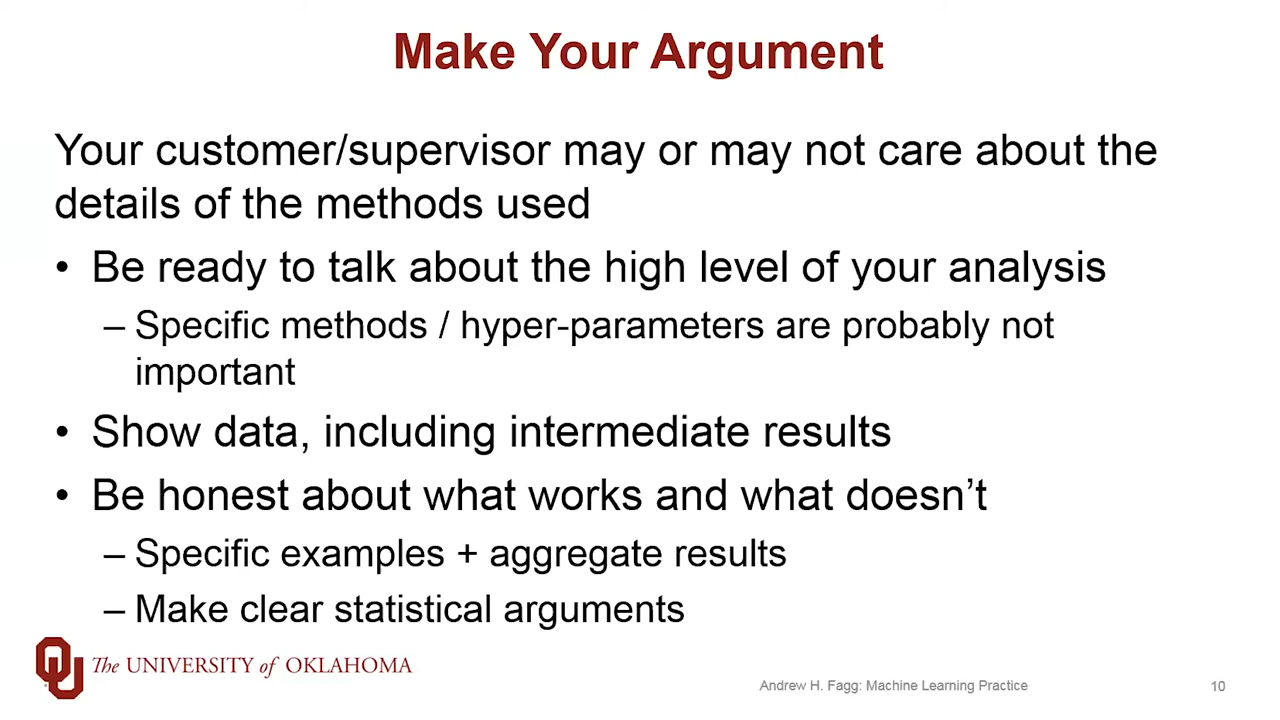 Make Your Argument
Your customer/supervisor may or may not care about the
details of the methods used
• Be ready to talk about the high level of your analysis
– Specific methods / hyper-parameters are probably not
important
• Show data, including intermediate results
• Be honest about what works and what doesn’t
– Specific examples + aggregate results
– Make clear statistical arguments
OU The UNIVERSITY of OKLAHOMA
Andrew H. Fagg: Machine Learning Practice
10